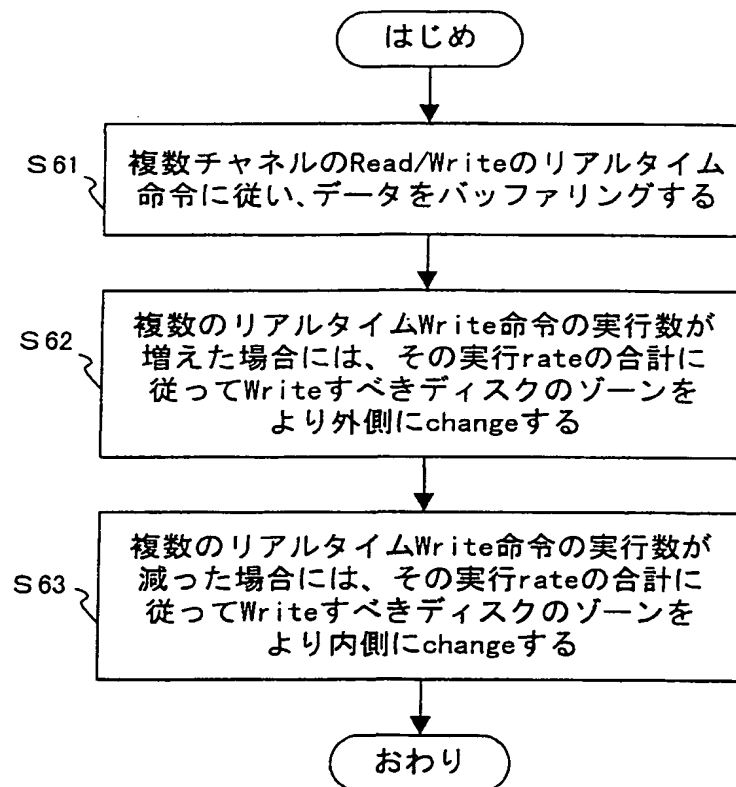 はじめ
S61
複数チャネルのRead/Writeのリアルタイム
命令に従い、データをバッファリングする
S62
複数のリアルタイムWrite命令の実行数が
増えた場合には、その実行rateの合計に
従ってWriteすべきディスクのゾーンを
より外側にchangeする
S63
複数のリアルタイムWrite命令の実行数が
減った場合には、その実行rateの合計に
従ってWriteすべきディスクのゾーンを
より内側にchangeする
おわり